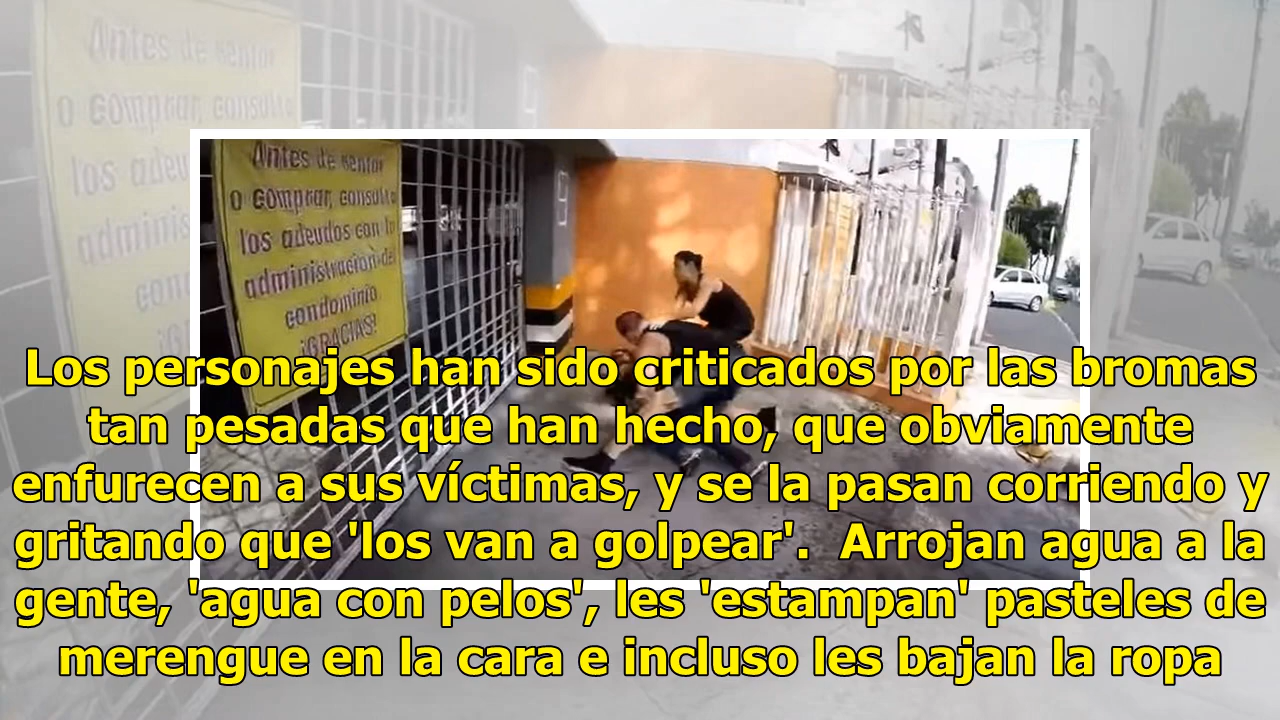 Antes de rentar
o comprar, consulte
los adeudos con la
administración del
condominio.
¡GRACIAS!
Los personajes han sido criticados por las bromas
tan pesadas que han hecho, que obviamente
enfurecen a sus víctimas, y se la pasan corriendo y
gritando que 'los van a golpear'.  Arrojan agua a la
gente, 'agua con pelos', les 'estampan' pasteles de
merengue en la cara e incluso les bajan la ropa